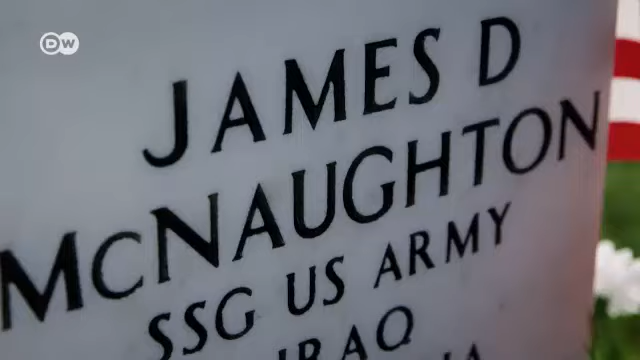 DW
JAMES D
MCNAUGHTON
SSG US ARMY
IRAQ